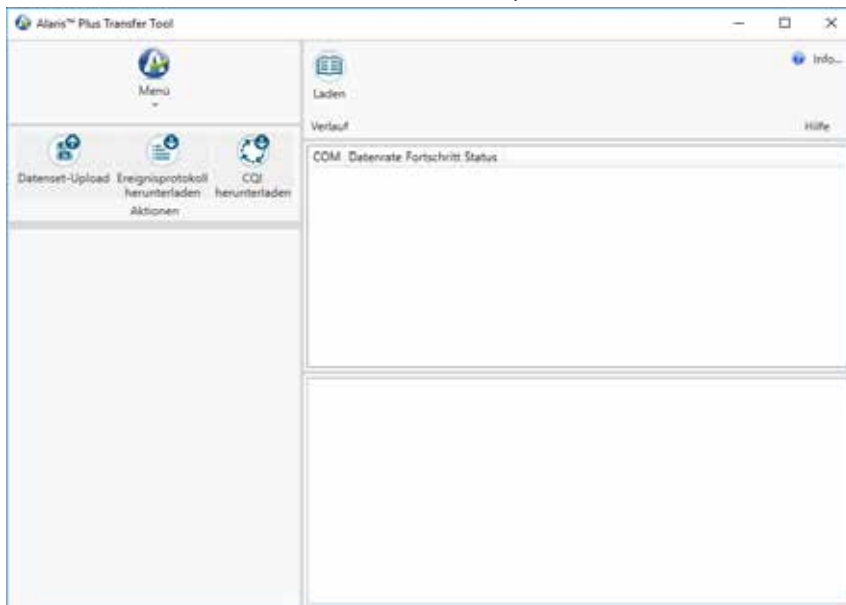 Alaris™ Plus Transfer Tool
Menü
Laden
Info...
Verlauf
Hilfe
Datenset-Upload
Ereignisprotokoll
herunterladen
CQI
herunterladen
Aktionen
COM Datenrate Fortschritt Status